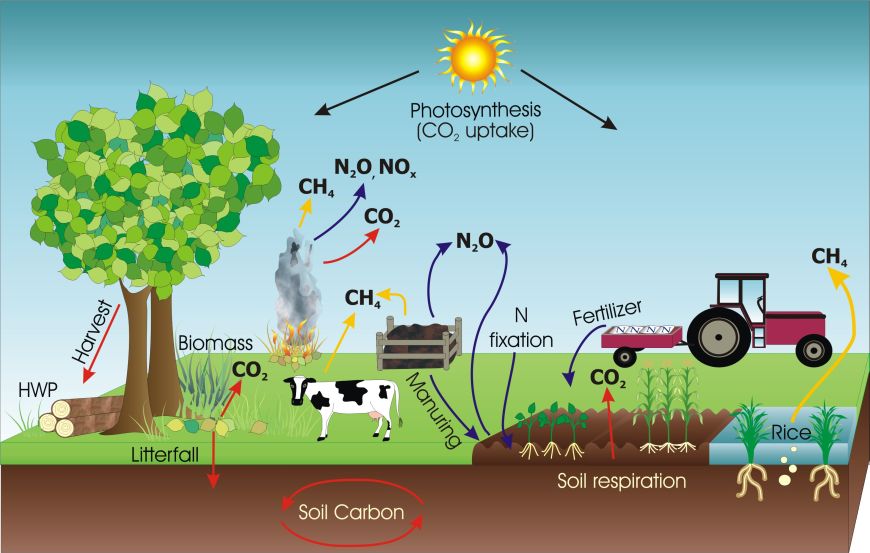 Photosynthesis
(CO₂ uptake)
N₂O, NOₓ
CH₄
CO₂
N₂O
CH₄
CH₄
Harvest
Biomass
CO₂
HWP
Manuring
N
fixation
Fertilizer
CO₂
Rice
Litterfall
Soil respiration
Soil Carbon